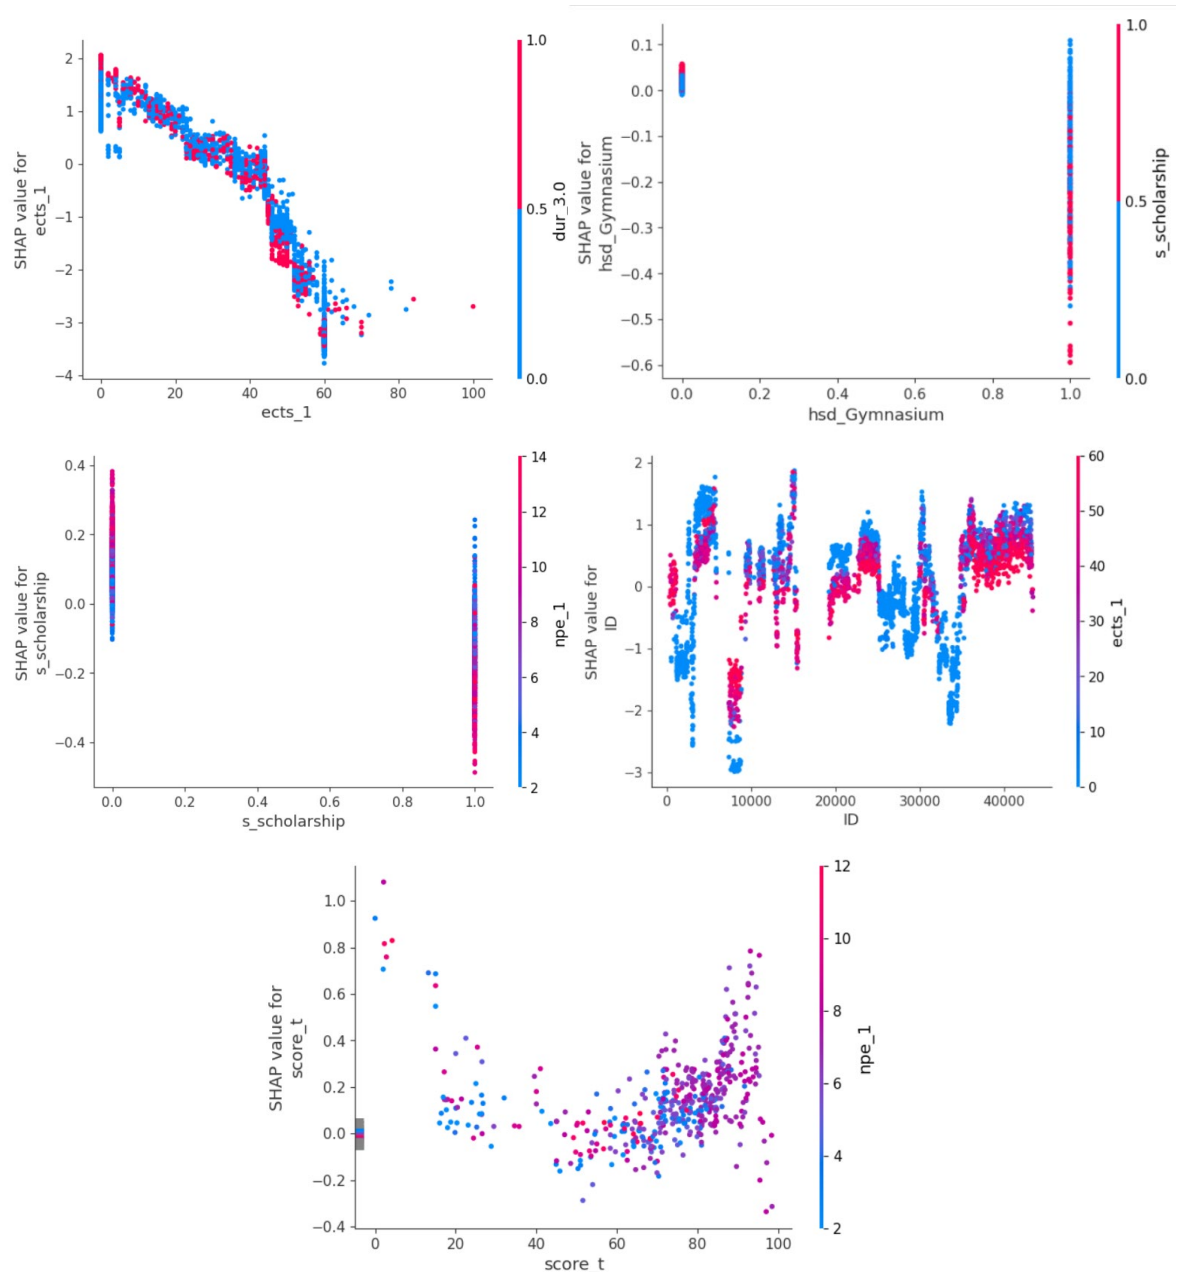 2
1
0
−1
−2
−3
−4
SHAP value for
ects_1
0 20 40 60 80 100
ects_1
1.0
0.5
0.0
dur_3.0
0.1
0.0
−0.1
−0.2
−0.3
−0.4
−0.5
−0.6
SHAP value for
hsd_Gymnasium
0.0 0.2 0.4 0.6 0.8 1.0
hsd_Gymnasium
1.0
0.5
0.0
s_scholarship
0.4
0.2
0.0
−0.2
−0.4
SHAP value for
s_scholarship
0.0 0.2 0.4 0.6 0.8 1.0
s_scholarship
14
12
10
8
6
4
2
npe_1
2
1
0
−1
−2
−3
SHAP value for
ID
0 10000 20000 30000 40000
ID
60
50
40
30
20
10
0
ects_1
1.0
0.8
0.6
0.4
0.2
0.0
−0.2
−0.4
SHAP value for
score_t
0 20 40 60 80 100
score_t
12
10
8
6
4
2
npe_1